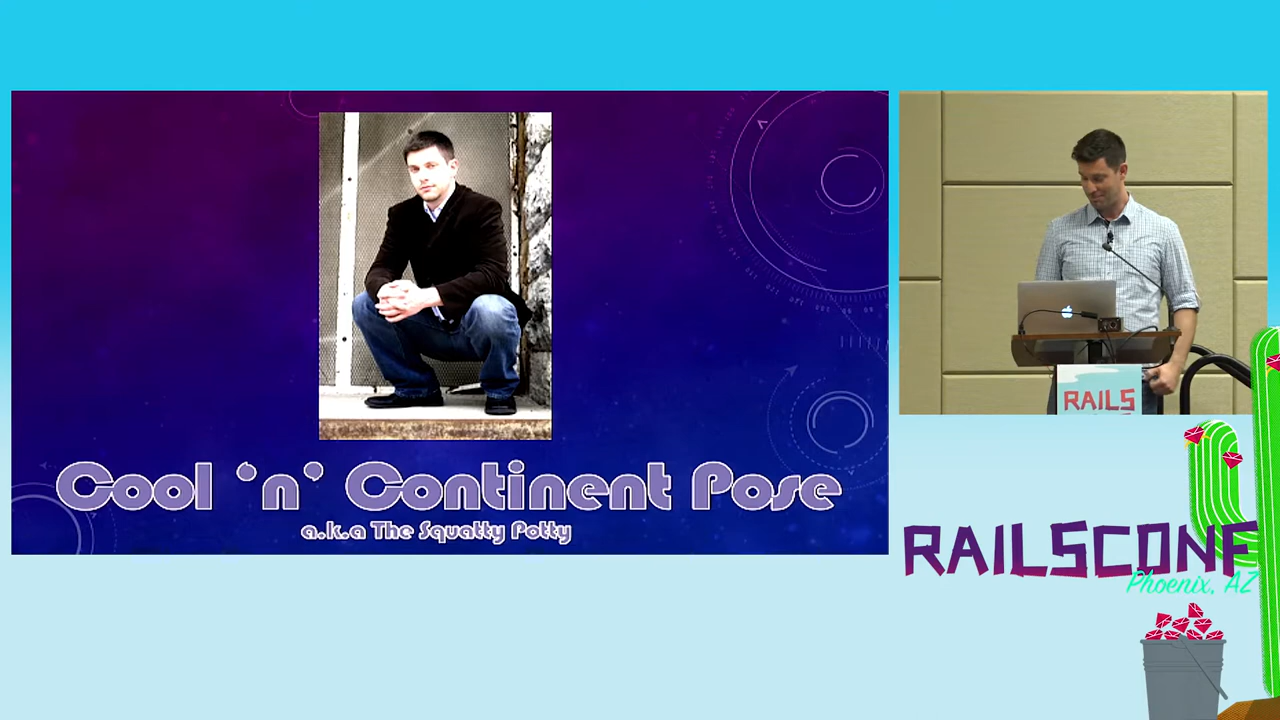 Cool 'n' Continent Pose
a.k.a The Squatty Potty
RAILS
RAILSCONF
Phoenix, AZ